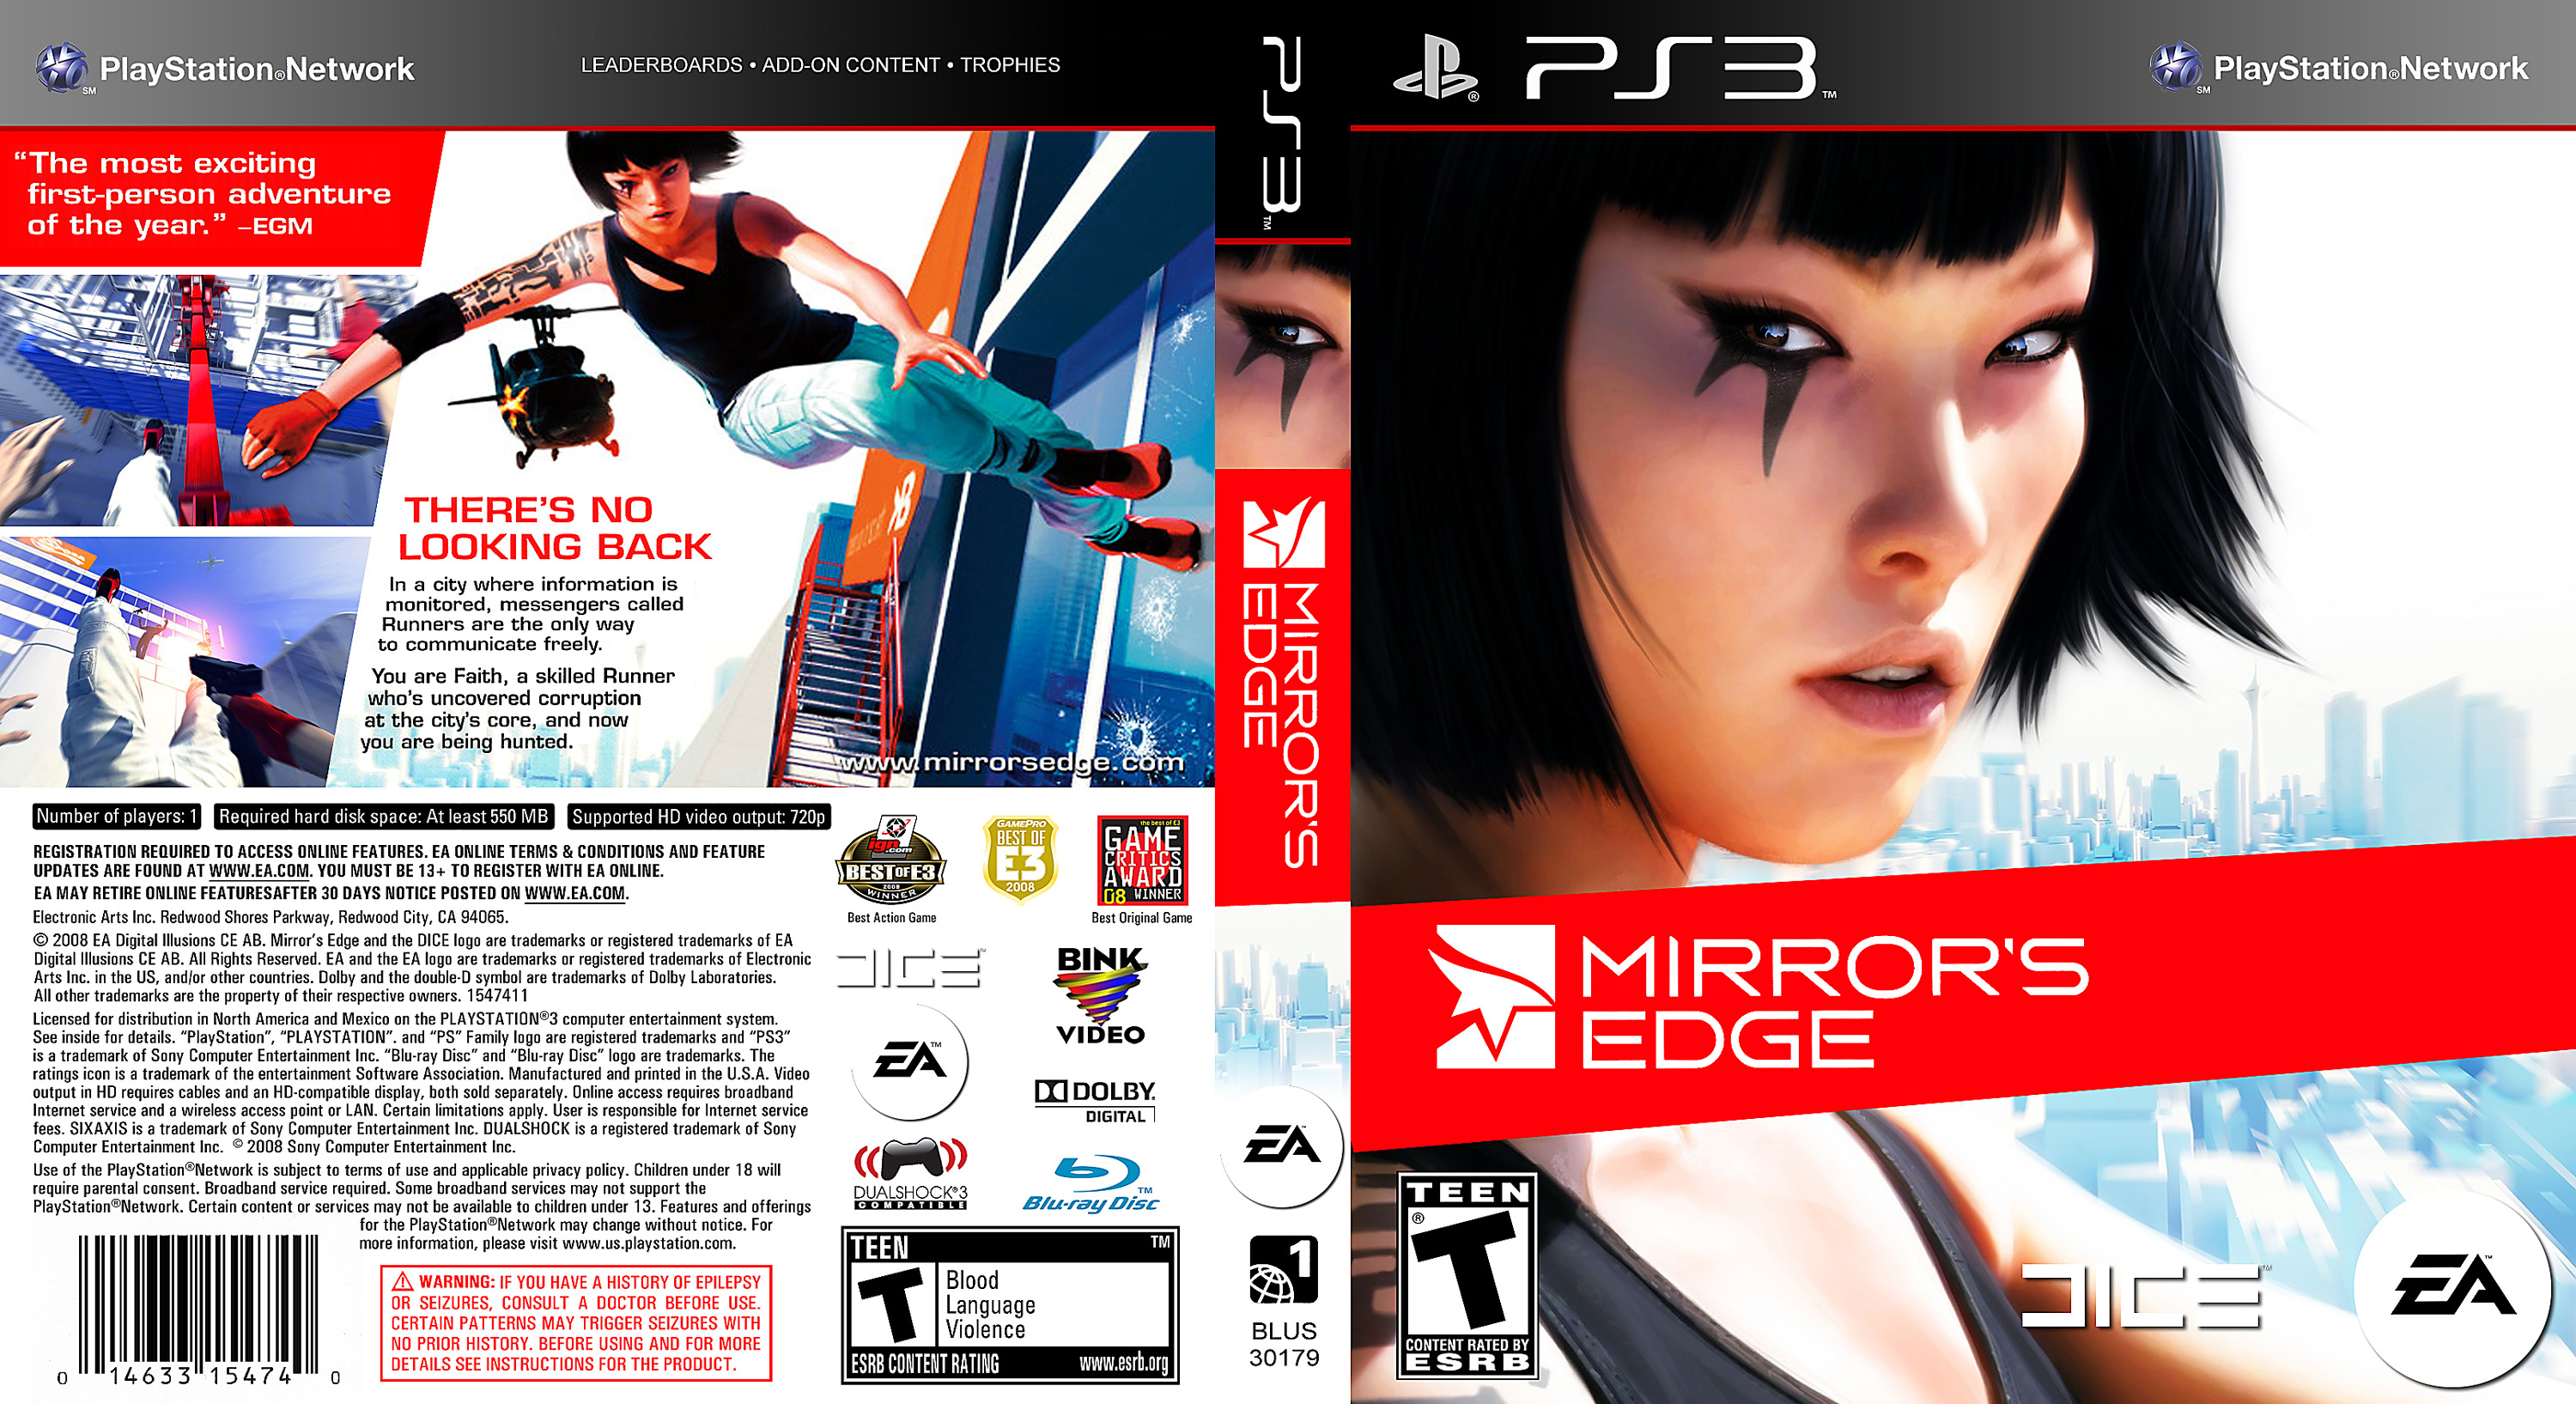 PlayStation®Network
SM
LEADERBOARDS • ADD-ON CONTENT • TROPHIES
“The most exciting
first-person adventure
of the year.” –EGM
THERE'S NO
LOOKING BACK
In a city where information is
monitored, messengers called
Runners are the only way
to communicate freely.
You are Faith, a skilled Runner
who's uncovered corruption
at the city's core, and now
you are being hunted.
www.mirrorsedge.com
Number of players: 1
Required hard disk space: At least 550 MB
Supported HD video output: 720p
REGISTRATION REQUIRED TO ACCESS ONLINE FEATURES. EA ONLINE TERMS & CONDITIONS AND FEATURE
UPDATES ARE FOUND AT WWW.EA.COM. YOU MUST BE 13+ TO REGISTER WITH EA ONLINE.
EA MAY RETIRE ONLINE FEATURESAFTER 30 DAYS NOTICE POSTED ON WWW.EA.COM.
Electronic Arts Inc. Redwood Shores Parkway, Redwood City, CA 94065.
© 2008 EA Digital Illusions CE AB. Mirror's Edge and the DICE logo are trademarks or registered trademarks of EA
Digital Illusions CE AB. All Rights Reserved. EA and the EA logo are trademarks or registered trademarks of Electronic
Arts Inc. in the US, and/or other countries. Dolby and the double-D symbol are trademarks of Dolby Laboratories.
All other trademarks are the property of their respective owners. 1547411
Licensed for distribution in North America and Mexico on the PLAYSTATION®3 computer entertainment system.
See inside for details. “PlayStation”, “PLAYSTATION”. and “PS” Family logo are registered trademarks and “PS3”
is a trademark of Sony Computer Entertainment Inc. “Blu-ray Disc” and “Blu-ray Disc” logo are trademarks. The
ratings icon is a trademark of the entertainment Software Association. Manufactured and printed in the U.S.A. Video
output in HD requires cables and an HD-compatible display, both sold separately. Online access requires broadband
Internet service and a wireless access point or LAN. Certain limitations apply. User is responsible for Internet service
fees. SIXAXIS is a trademark of Sony Computer Entertainment Inc. DUALSHOCK is a registered trademark of Sony
Computer Entertainment Inc. © 2008 Sony Computer Entertainment Inc.
Use of the PlayStation®Network is subject to terms of use and applicable privacy policy. Children under 18 will
require parental consent. Broadband service required. Some broadband services may not support the
PlayStation®Network. Certain content or services may not be available to children under 13. Features and offerings
for the PlayStation®Network may change without notice. For
more information, please visit www.us.playstation.com.
0 14633 15474 0
WARNING: IF YOU HAVE A HISTORY OF EPILEPSY
OR SEIZURES, CONSULT A DOCTOR BEFORE USE.
CERTAIN PATTERNS MAY TRIGGER SEIZURES WITH
NO PRIOR HISTORY. BEFORE USING AND FOR MORE
DETAILS SEE INSTRUCTIONS FOR THE PRODUCT.
ign.com
BEST OF E3
2008
WINNER
Best Action Game
GAMEPRO
BEST OF
E3
2008
the best of E3
GAME
CRITICS
AWARD
08 WINNER
Best Original Game
DICE™
BINK
VIDEO
EA™
DOLBY.
DIGITAL
DUALSHOCK®3
COMPATIBLE
Blu-ray Disc™
TEEN ™
T
Blood
Language
Violence
ESRB CONTENT RATING www.esrb.org
PS3™
MIRROR'S
EDGE
EA
1
BLUS
30179
PS3™
PlayStation®Network
SM
MIRROR'S
EDGE
TEEN
T®
CONTENT RATED BY
ESRB
DICE™
EA™